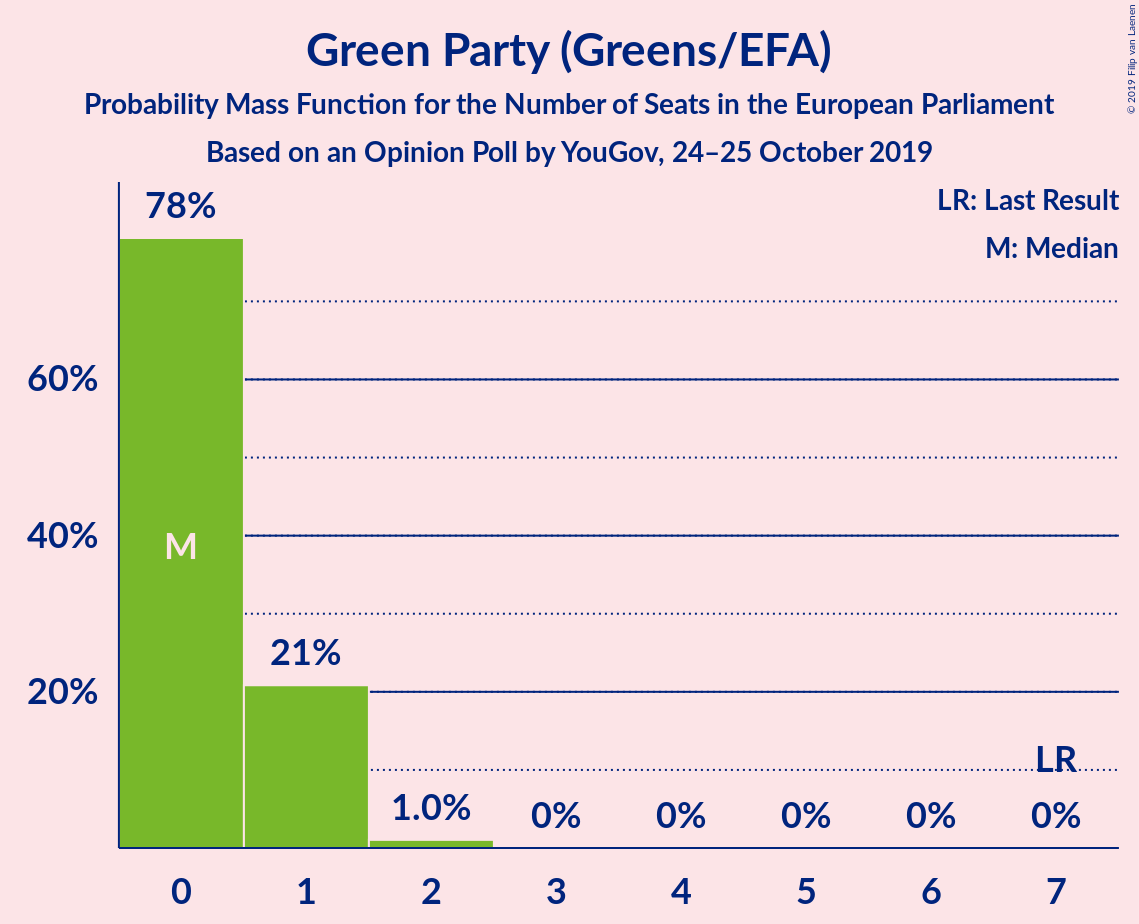 Green Party (Greens/EFA)
Probability Mass Function for the Number of Seats in the European Parliament
Based on an Opinion Poll by YouGov, 24–25 October 2019
© 2019 Filip van Laenen
LR: Last Result
M: Median
78%
60%
40%
20%
M
21%
1.0%
0%
0%
0%
0%
LR
0%
0 1 2 3 4 5 6 7